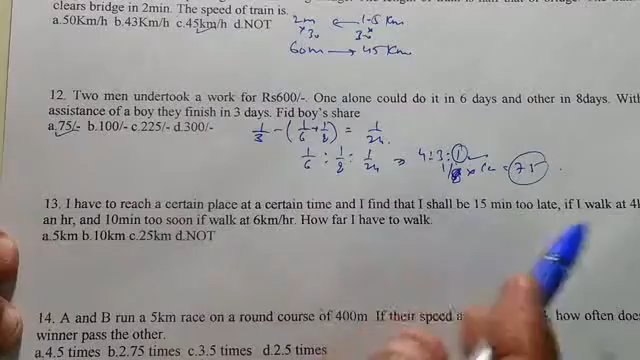 clears bridge in 2min. The speed of train is.
a.50Km/h b.43Km/h c.45km/h d.NOT
2m ← 1.5 Km
60m → 45 Km
12. Two men undertook a work for Rs600/-. One alone could do it in 6 days and other in 8days. With
assistance of a boy they finish in 3 days. Fid boy's share
a.75/- b.100/- c.225/- d.300/-
1/3 - (1/6 + 1/8) = 1/24
1/6 : 1/8 : 1/24 ⇒ 4:3:1
= 75
13. I have to reach a certain place at a certain time and I find that I shall be 15 min too late, if I walk at
an hr, and 10min too soon if walk at 6km/hr. How far I have to walk.
a.5km b.10km c.25km d.NOT
14. A and B run a 5km race on a round course of 400m. If their speed , how often does
winner pass the other.
a.4.5 times b.2.75 times c.3.5 times d.2.5 times